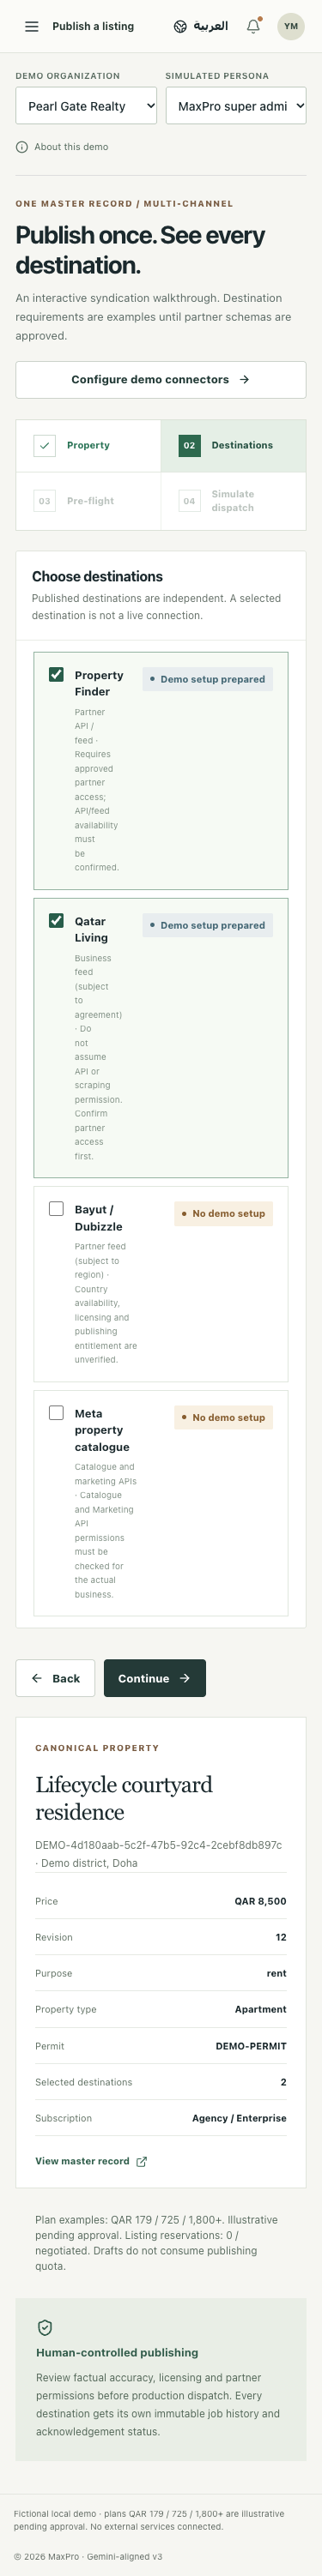 Publish a listing
العربية
YM
DEMO ORGANIZATION
SIMULATED PERSONA
Pearl Gate Realty
MaxPro super admi
About this demo
ONE MASTER RECORD / MULTI-CHANNEL
Publish once. See every
destination.
An interactive syndication walkthrough. Destination
requirements are examples until partner schemas are
approved.
Configure demo connectors
Property
02
Destinations
03
Pre-flight
04
Simulate
dispatch
Choosen destinations
Published destinations are independent. A selected
destination is not a live connection.
Property
Finder
Demo setup prepared
Partner
API /
feed ·
Requires
approved
partner
access;
API/feed
availability
must
be
confirmed.
Qatar
Living
Demo setup prepared
Business
feed
(subject
to
agreement)
· Do
not
assume
API or
scraping
permission.
Confirm
partner
access
first.
Bayut /
Dubizzle
No demo setup
Partner feed
(subject to
region) ·
Country
availability,
licensing and
publishing
entitlement are
unverified.
Meta
property
catalogue
No demo setup
Catalogue and
marketing APIs
· Catalogue
and Marketing
API
permissions
must be
checked for
the actual
business.
Back
Continue
CANONICAL PROPERTY
Lifecycle courtyard
residence
DEMO-4d180aab-5c2f-47b5-92c4-2cebf8db897c
· Demo district, Doha
Price
QAR 8,500
Revision
12
Purpose
rent
Property type
Apartment
Permit
DEMO-PERMIT
Selected destinations
2
Subscription
Agency / Enterprise
View master record
Plan examples: QAR 179 / 725 / 1,800+. Illustrative
pending approval. Listing reservations: 0 /
negotiated. Drafts do not consume publishing
quota.
Human-controlled publishing
Review factual accuracy, licensing and partner
permissions before production dispatch. Every
destination gets its own immutable job history and
acknowledgement status.
Fictional local demo · plans QAR 179 / 725 / 1,800+ are illustrative
pending approval. No external services connected.
© 2026 MaxPro · Gemini-aligned v3